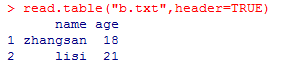 > read.table("b.txt",header=TRUE)
      name age
1 zhangsan  18
2     lisi  21